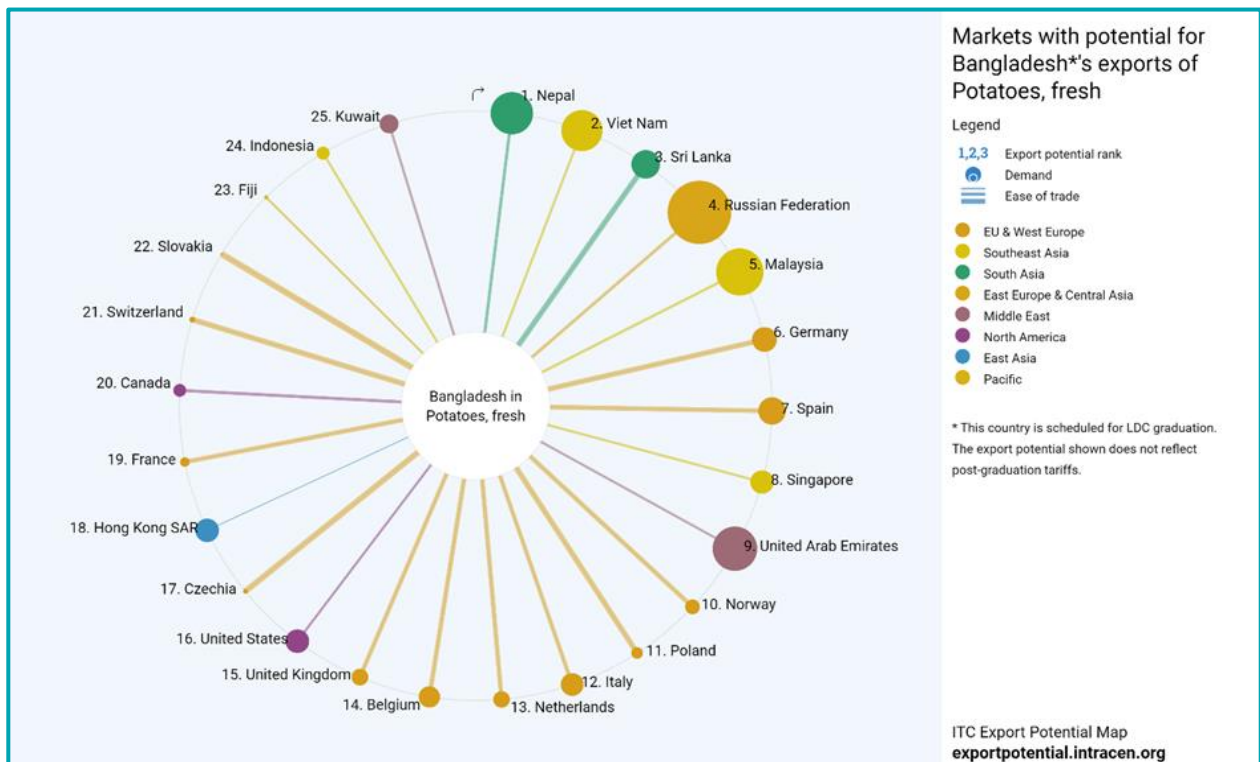 Markets with potential for
Bangladesh*'s exports of
Potatoes, fresh
Legend
1,2,3 Export potential rank
Demand
Ease of trade
EU & West Europe
Southeast Asia
South Asia
East Europe & Central Asia
Middle East
North America
East Asia
Pacific
* This country is scheduled for LDC graduation.
The export potential shown does not reflect
post-graduation tariffs.
ITC Export Potential Map
exportpotential.intracen.org
Bangladesh in
Potatoes, fresh
1. Nepal
2. Viet Nam
3. Sri Lanka
4. Russian Federation
5. Malaysia
6. Germany
7. Spain
8. Singapore
9. United Arab Emirates
10. Norway
11. Poland
12. Italy
13. Netherlands
14. Belgium
15. United Kingdom
16. United States
17. Czechia
18. Hong Kong SAR
19. France
20. Canada
21. Switzerland
22. Slovakia
23. Fiji
24. Indonesia
25. Kuwait